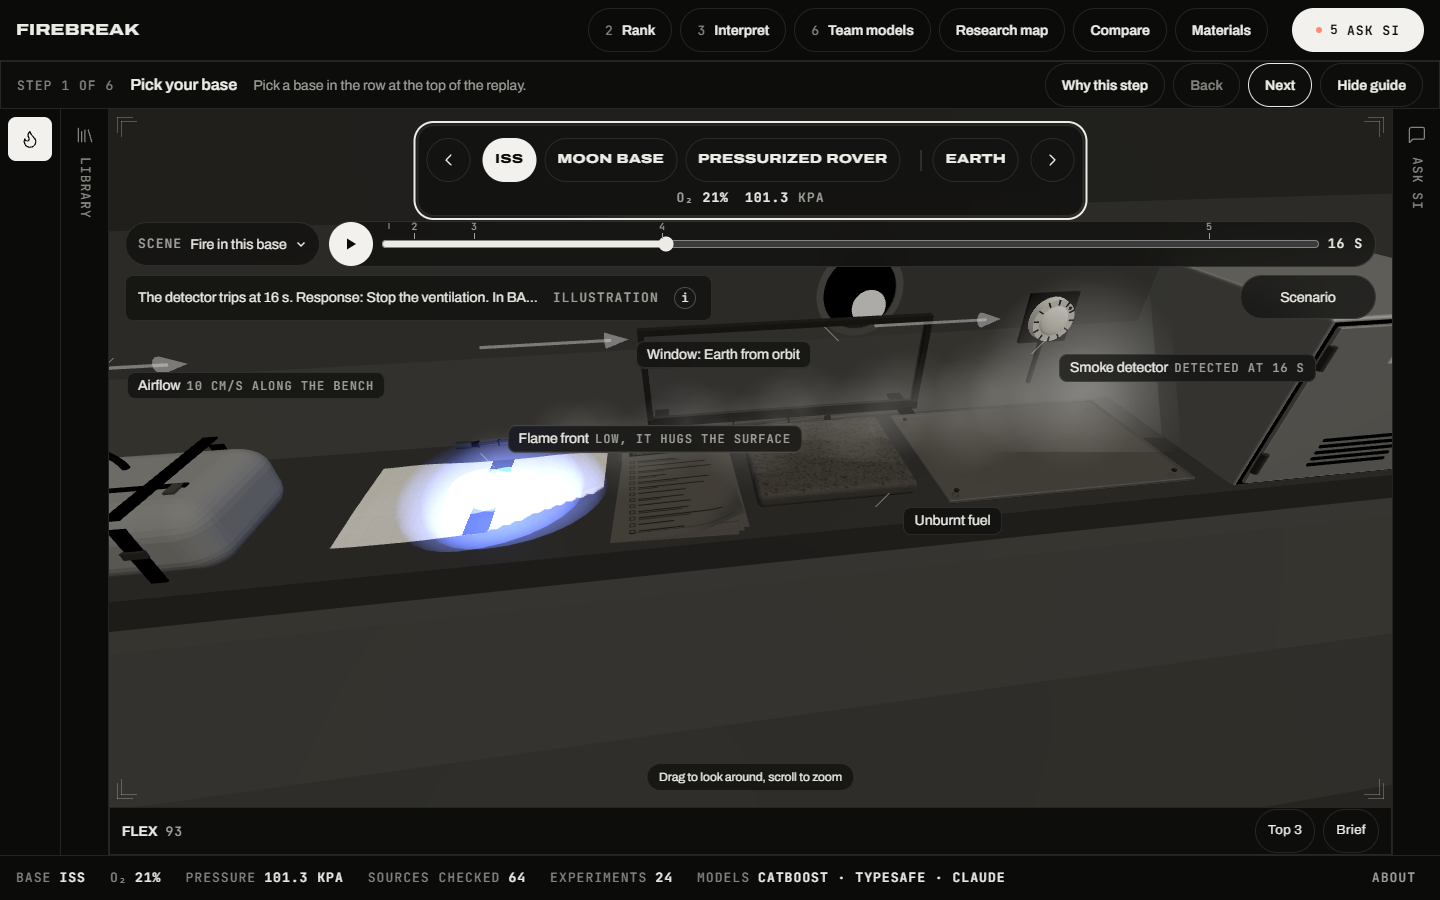 FIREBREAK
2 Rank
3 Interpret
6 Team models
Research map
Compare
Materials
5 ASK SI
STEP 1 OF 6
Pick your base
Pick a base in the row at the top of the replay.
Why this step
Back
Next
Hide guide
LIBRARY
ASK SI
ISS
MOON BASE
PRESSURIZED ROVER
EARTH
O₂ 21% 101.3 KPA
SCENE Fire in this base
1 2 3 4 5
16 S
The detector trips at 16 s. Response: Stop the ventilation. In BA...
ILLUSTRATION
i
Scenario
Window: Earth from orbit
Smoke detector DETECTED AT 16 S
Airflow 10 CM/S ALONG THE BENCH
Flame front LOW, IT HUGS THE SURFACE
Unburnt fuel
Drag to look around, scroll to zoom
FLEX 93
Top 3
Brief
BASE ISS O₂ 21% PRESSURE 101.3 KPA SOURCES CHECKED 64 EXPERIMENTS 24 MODELS CATBOOST · TYPESAFE · CLAUDE
ABOUT